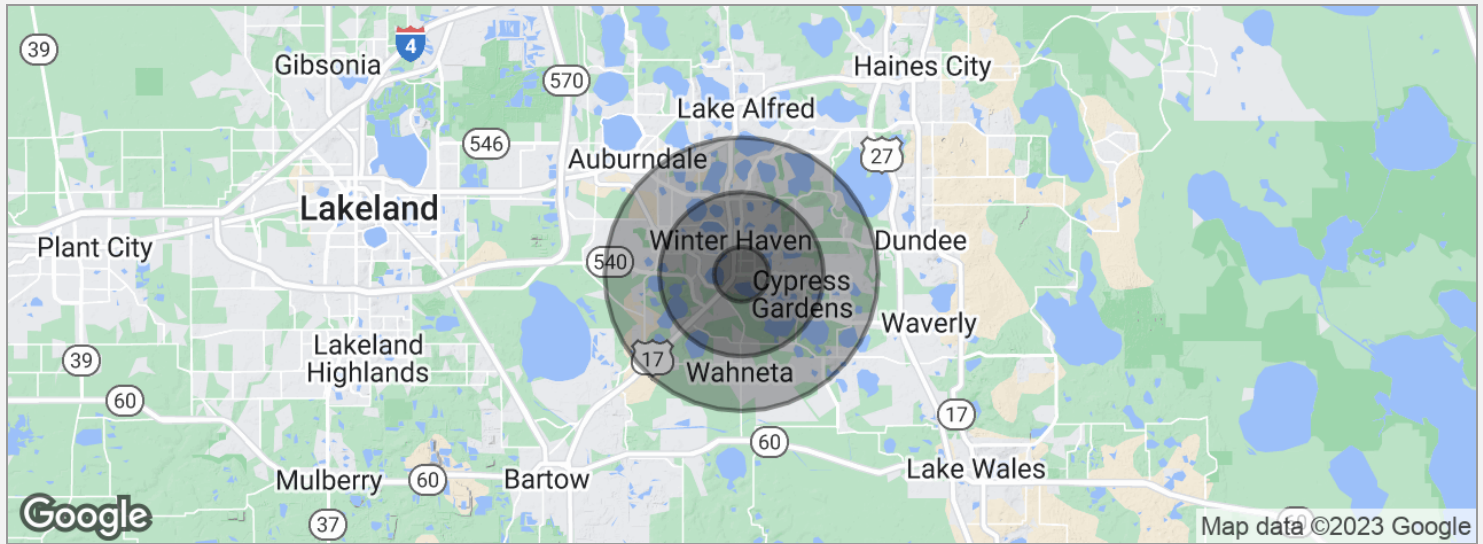 39
4
Gibsonia
570
Haines City
Lake Alfred
546
27
Auburndale
Lakeland
Plant City
Winter Haven
Dundee
540
Cypress
Gardens
Waverly
39
Lakeland
Highlands
17
Wahneta
60
17
60
Mulberry
60
Bartow
Lake Wales
37
Google
Map data ©2023 Google